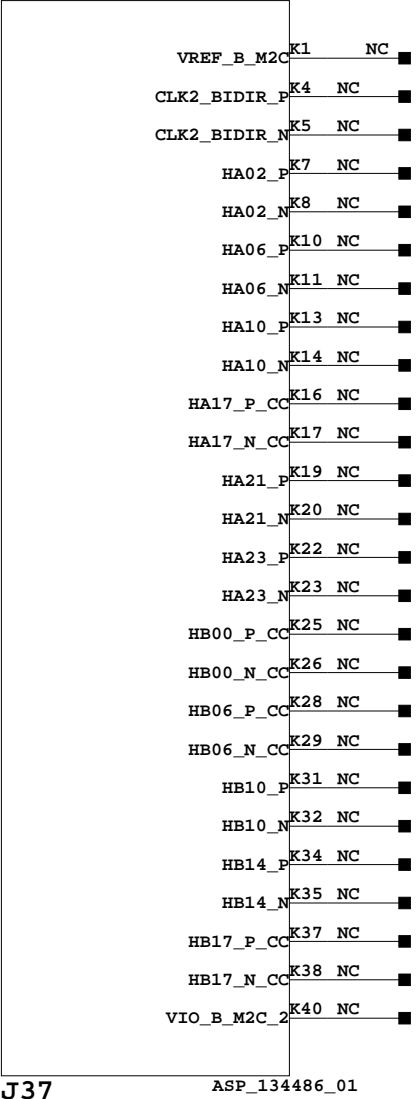 VREF_B_M2C K1 NC
CLK2_BIDIR_P K4 NC
CLK2_BIDIR_N K5 NC
HA02_P K7 NC
HA02_N K8 NC
HA06_P K10 NC
HA06_N K11 NC
HA10_P K13 NC
HA10_N K14 NC
HA17_P_CC K16 NC
HA17_N_CC K17 NC
HA21_P K19 NC
HA21_N K20 NC
HA23_P K22 NC
HA23_N K23 NC
HB00_P_CC K25 NC
HB00_N_CC K26 NC
HB06_P_CC K28 NC
HB06_N_CC K29 NC
HB10_P K31 NC
HB10_N K32 NC
HB14_P K34 NC
HB14_N K35 NC
HB17_P_CC K37 NC
HB17_N_CC K38 NC
VIO_B_M2C_2 K40 NC
J37 ASP_134486_01